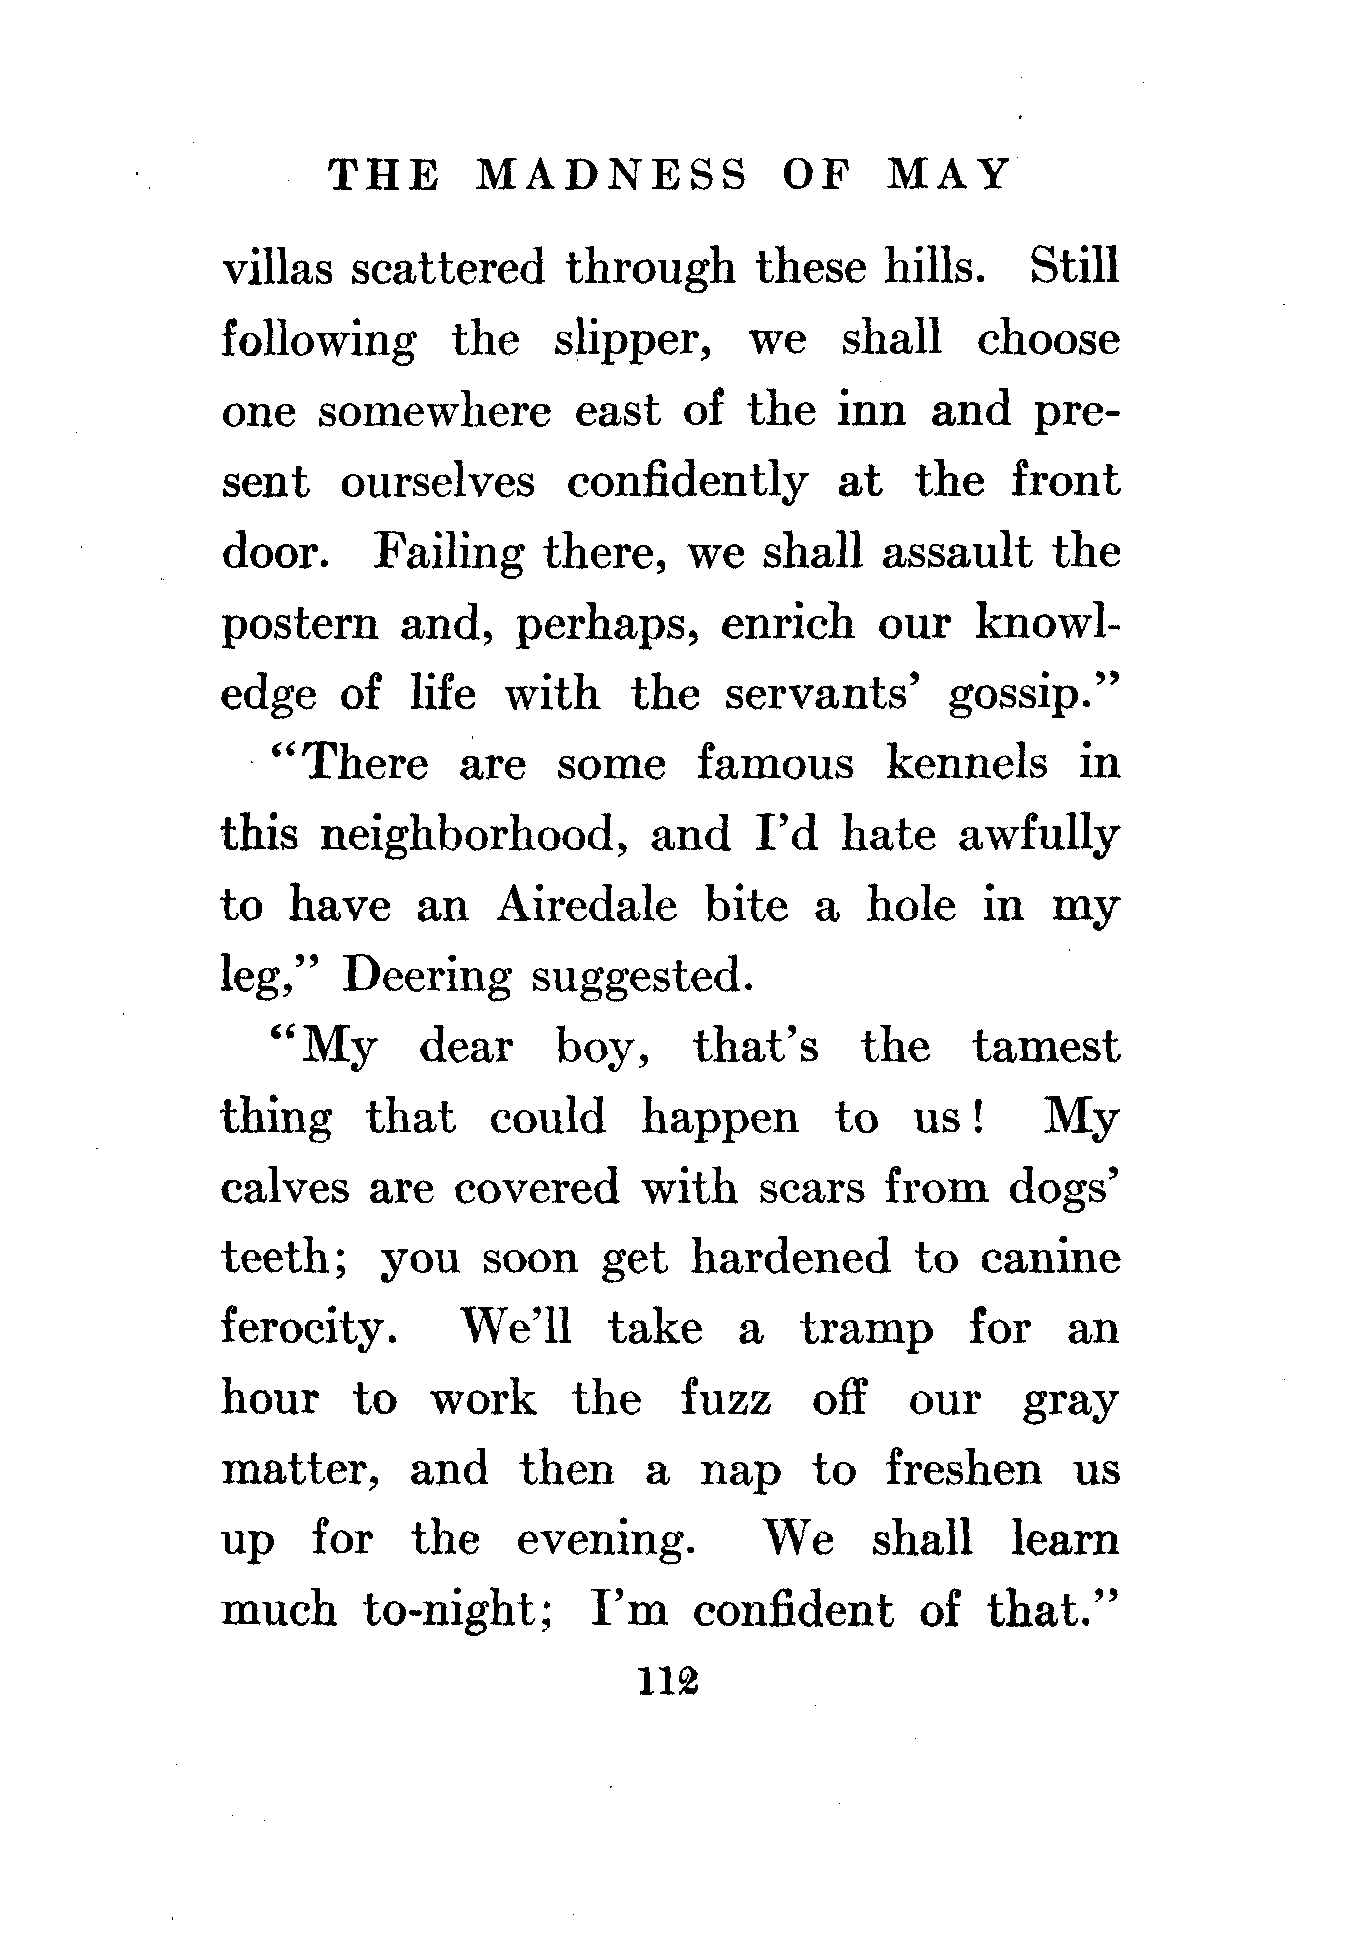 THE MADNESS OF MAY
villas scattered through these hills. Still
following the slipper, we shall choose
one somewhere east of the inn and pre-
sent ourselves confidently at the front
door. Failing there, we shall assault the
postern and, perhaps, enrich our knowl-
edge of life with the servants’ gossip.”
“There are some famous kennels in
this neighborhood, and I’d hate awfully
to have an Airedale bite a hole in my
leg,” Deering suggested.
“My dear boy, that’s the tamest
thing that could happen to us! My
calves are covered with scars from dogs’
teeth; you soon get hardened to canine
ferocity. We’ll take a tramp for an
hour to work the fuzz off our gray
matter, and then a nap to freshen us
up for the evening. We shall learn
much to-night; I’m confident of that.”
112